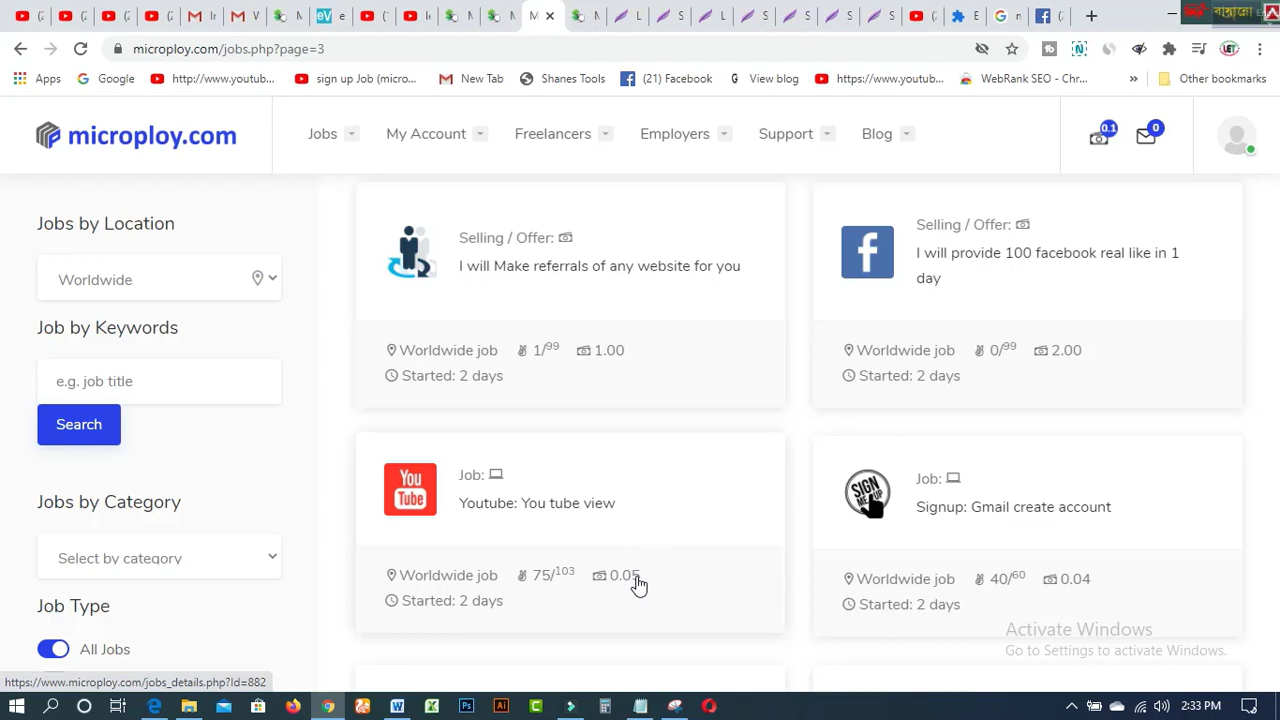 microploy.com/jobs.php?page=3
Apps
Google
http://www.youtub...
sign up Job (micro...
New Tab
Shanes Tools
(21) Facebook
View blog
https://www.youtub...
WebRank SEO - Chr...
»
Other bookmarks
microploy.com
Jobs
My Account
Freelancers
Employers
Support
Blog
0.1
0
Jobs by Location
Worldwide
Job by Keywords
e.g. job title
Search
Jobs by Category
Select by category
Job Type
All Jobs
Selling / Offer:
I will Make referrals of any website for you
Worldwide job 1/99 1.00
Started: 2 days
Selling / Offer:
I will provide 100 facebook real like in 1
day
Worldwide job 0/99 2.00
Started: 2 days
You
Tube
Job:
Youtube: You tube view
Worldwide job 75/103 0.05
Started: 2 days
SIGN
ME UP
Job:
Signup: Gmail create account
Worldwide job 40/60 0.04
Started: 2 days
Activate Windows
Go to Settings to activate Windows.
https://www.microploy.com/jobs_details.php?Id=882
2:33 PM